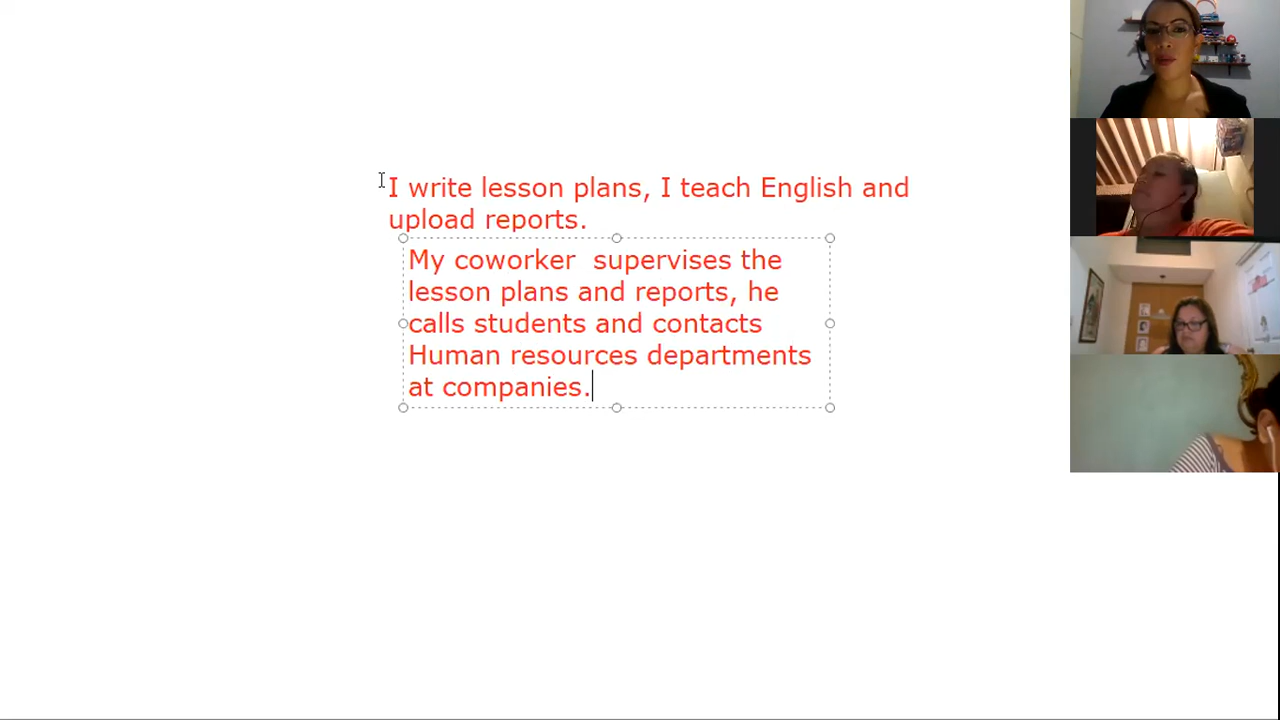 I write lesson plans, I teach English and
upload reports.
My coworker  supervises the
lesson plans and reports, he
calls students and contacts
Human resources departments
at companies.